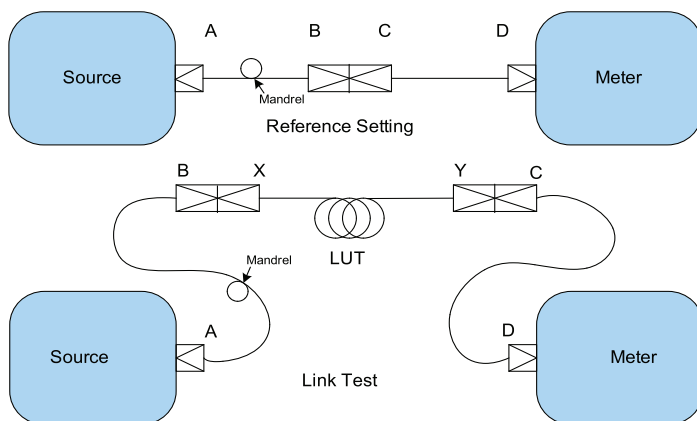 A B C D
Source Meter
Mandrel
Reference Setting
B X Y C
LUT
Mandrel
A D
Source Meter
Link Test